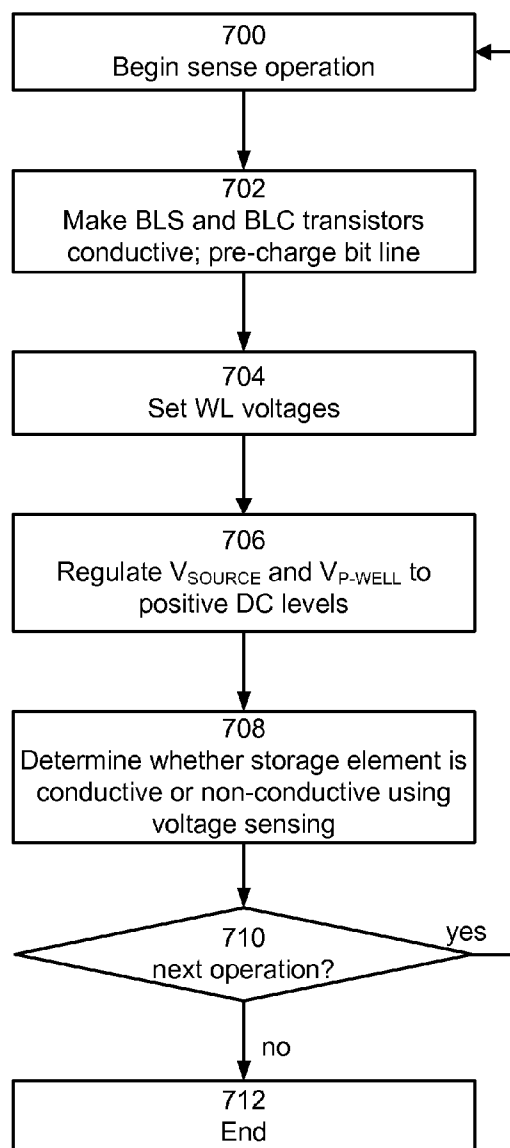 700
Begin sense operation
702
Make BLS and BLC transistors
conductive; pre-charge bit line
704
Set WL voltages
706
Regulate VSOURCE and VP-WELL to
positive DC levels
708
Determine whether storage element is
conductive or non-conductive using
voltage sensing
710
next operation?
yes
no
712
End